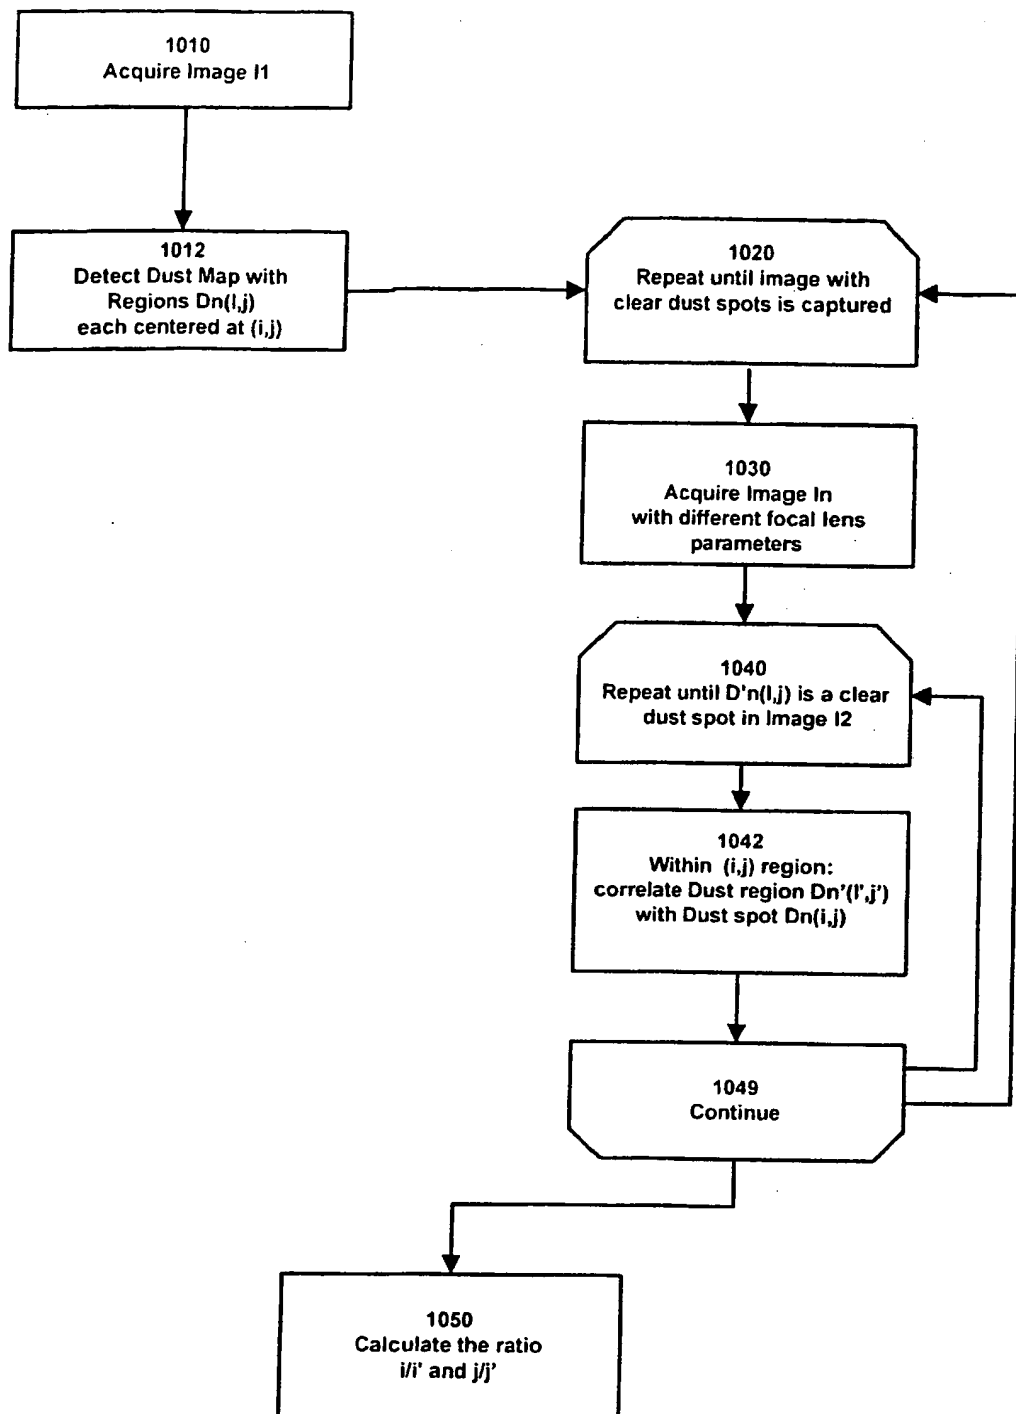 1010
Acquire Image I1
1012
Detect Dust Map with
Regions Dn(I,j)
each centered at (i,j)
1020
Repeat until image with
clear dust spots is captured
1030
Acquire Image In
with different focal lens
parameters
1040
Repeat until D'n(I,j) is a clear
dust spot in Image I2
1042
Within (i,j) region:
correlate Dust region Dn'(I',j')
with Dust spot Dn(i,j)
1049
Continue
1050
Calculate the ratio
i/i' and j/j'